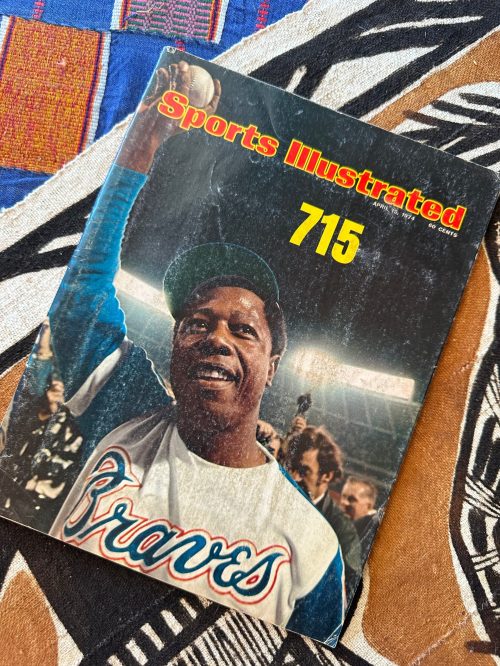 Sports Illustrated
APRIL 15, 1974 60 CENTS
715
Braves